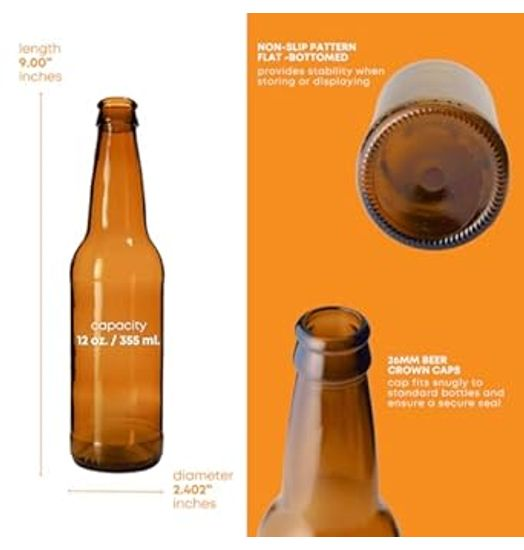 length
9.00"
inches
capacity
12 oz. / 355 ml.
diameter
2.402"
inches
NON-SLIP PATTERN
FLAT -BOTTOMED
provides stability when
storing or displaying
26MM BEER
CROWN CAPS
cap fits snugly to
standard bottles and
ensure a secure seal